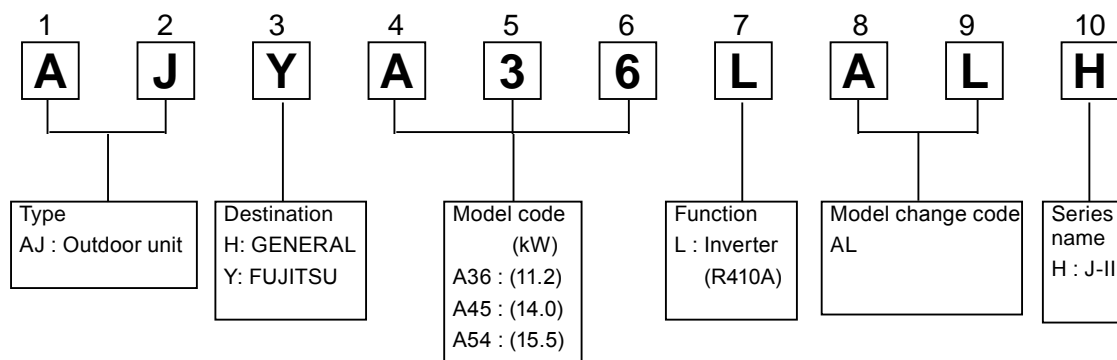 1 2 3 4 5 6 7 8 9 10
A J Y A 3 6 L A L H
Type
AJ : Outdoor unit
Destination
H: GENERAL
Y: FUJITSU
Model code
(kW)
A36 : (11.2)
A45 : (14.0)
A54 : (15.5)
Function
L : Inverter
(R410A)
Model change code
AL
Series
name
H : J-II